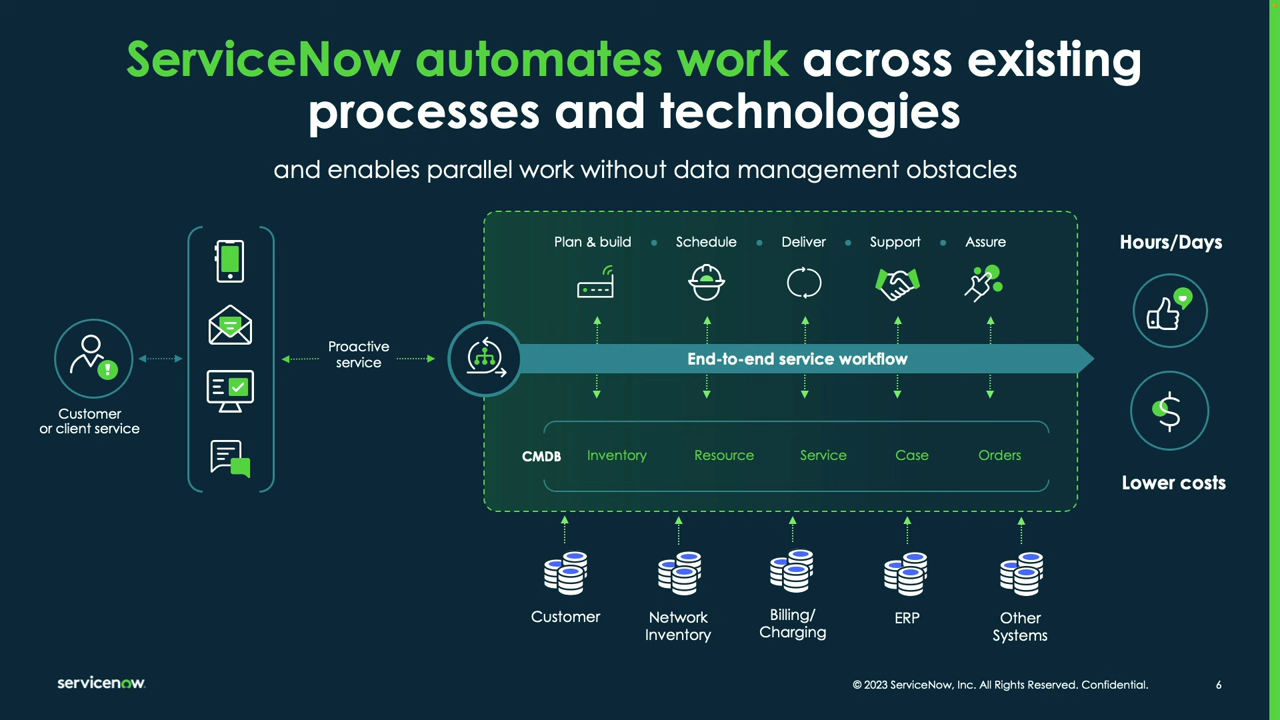 ServiceNow automates work across existing
processes and technologies
and enables parallel work without data management obstacles
Customer
or client service
Proactive
service
Plan & build • Schedule • Deliver • Support • Assure
End-to-end service workflow
CMDB Inventory Resource Service Case Orders
Customer
Network
Inventory
Billing/
Charging
ERP
Other
Systems
Hours/Days
$
Lower costs
servicenow.
© 2023 ServiceNow, Inc. All Rights Reserved. Confidential.
6